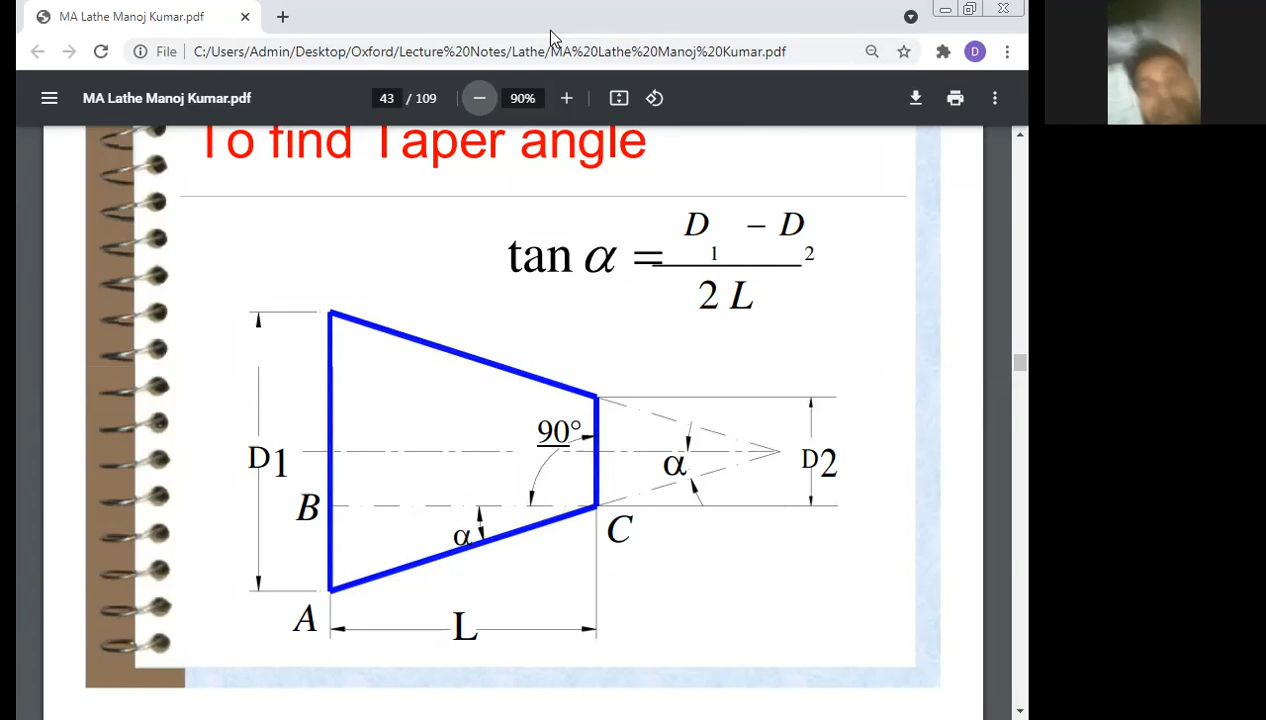 MA Lathe Manoj Kumar.pdf
File C:/Users/Admin/Desktop/Oxford/Lecture%20Notes/Lathe/MA%20Lathe%20Manoj%20Kumar.pdf
D
MA Lathe Manoj Kumar.pdf 43 / 109 90%
To find Taper angle
tan α = D1 − D2
2 L
90°
D1 α D2
B
C
α
A
L